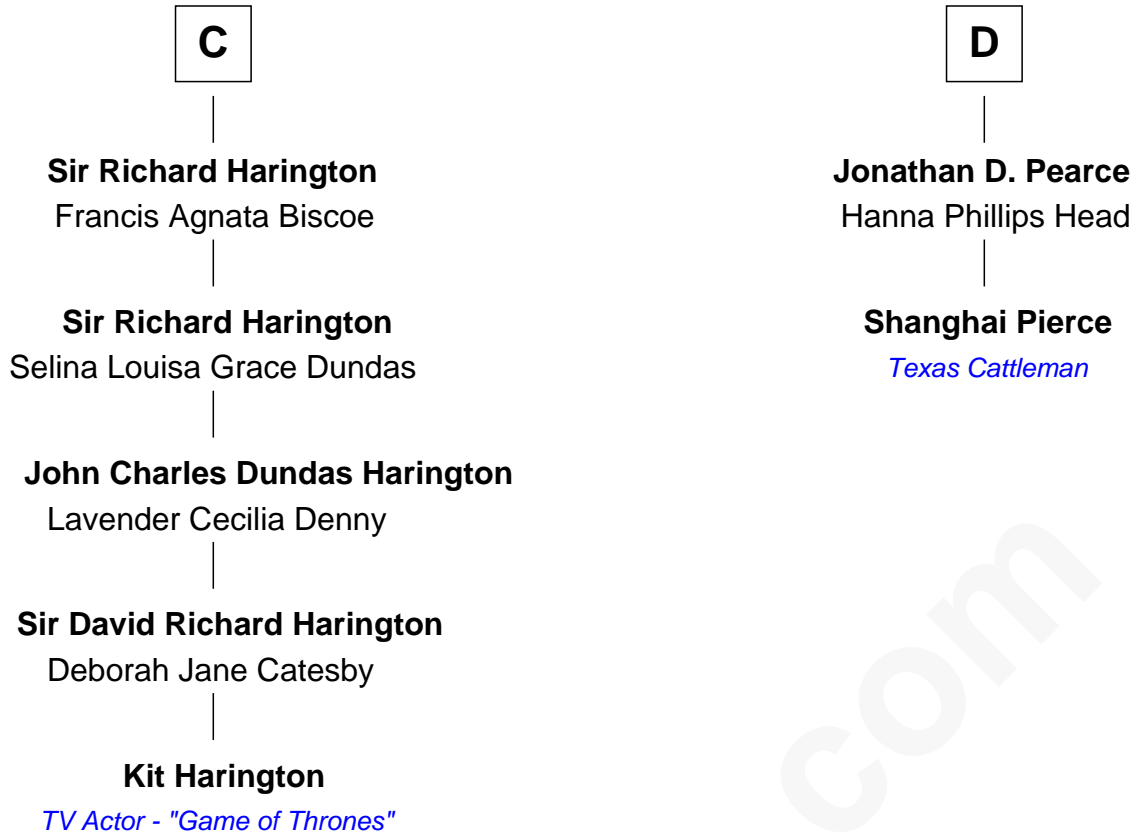 C
Sir Richard Harington
Francis Agnata Biscoe
Sir Richard Harington
Selina Louisa Grace Dundas
John Charles Dundas Harington
Lavender Cecilia Denny
Sir David Richard Harington
Deborah Jane Catesby
Kit Harington
TV Actor - "Game of Thrones"
D
Jonathan D. Pearce
Hanna Phillips Head
Shanghai Pierce
Texas Cattleman
com